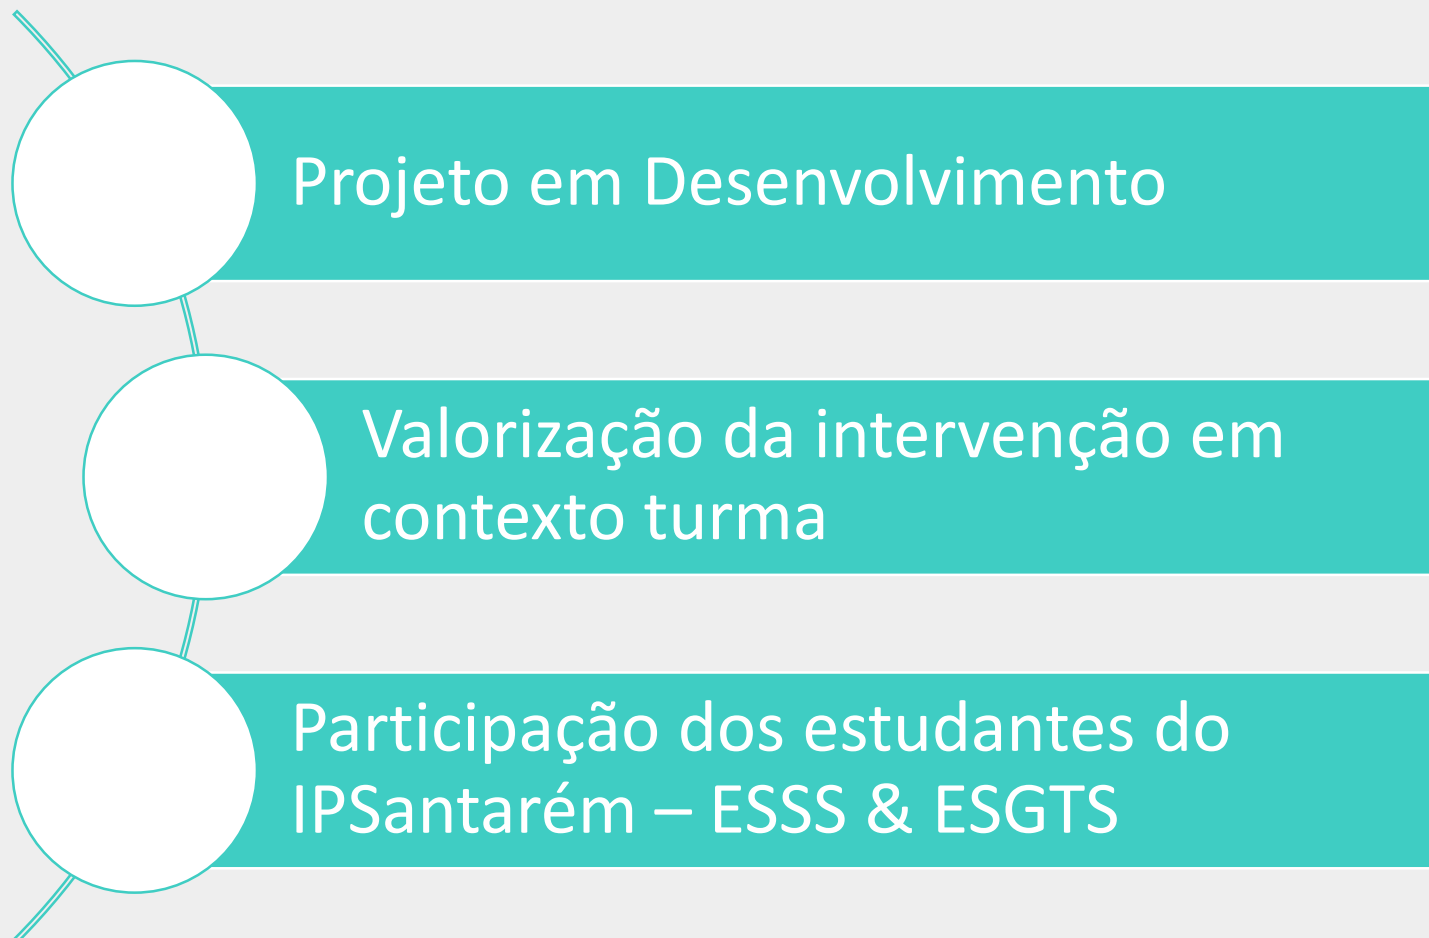 Projeto em Desenvolvimento
Valorização da intervenção em
contexto turma
Participação dos estudantes do
IPSantarém – ESSS & ESGTS